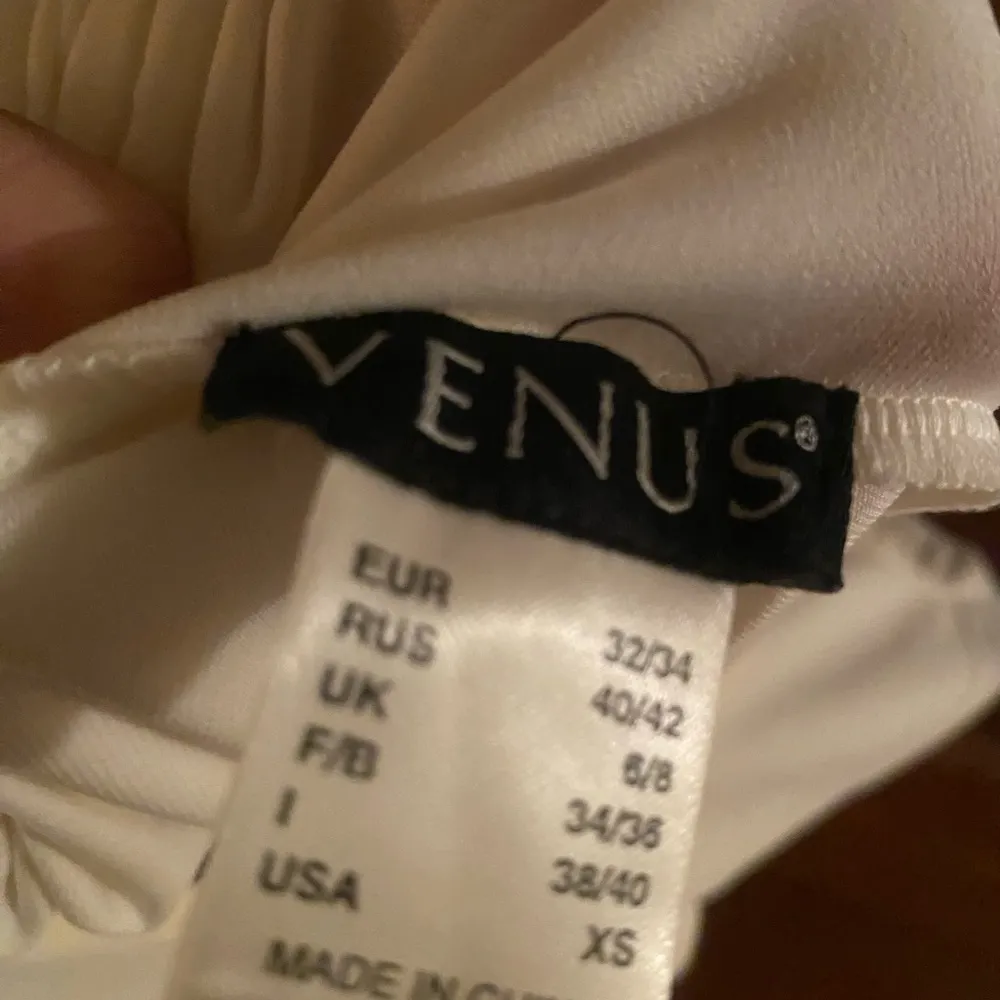 VENUS®
EUR 32/34
RUS 40/42
UK 6/8
F/B 34/36
I 38/40
USA XS
MADE IN